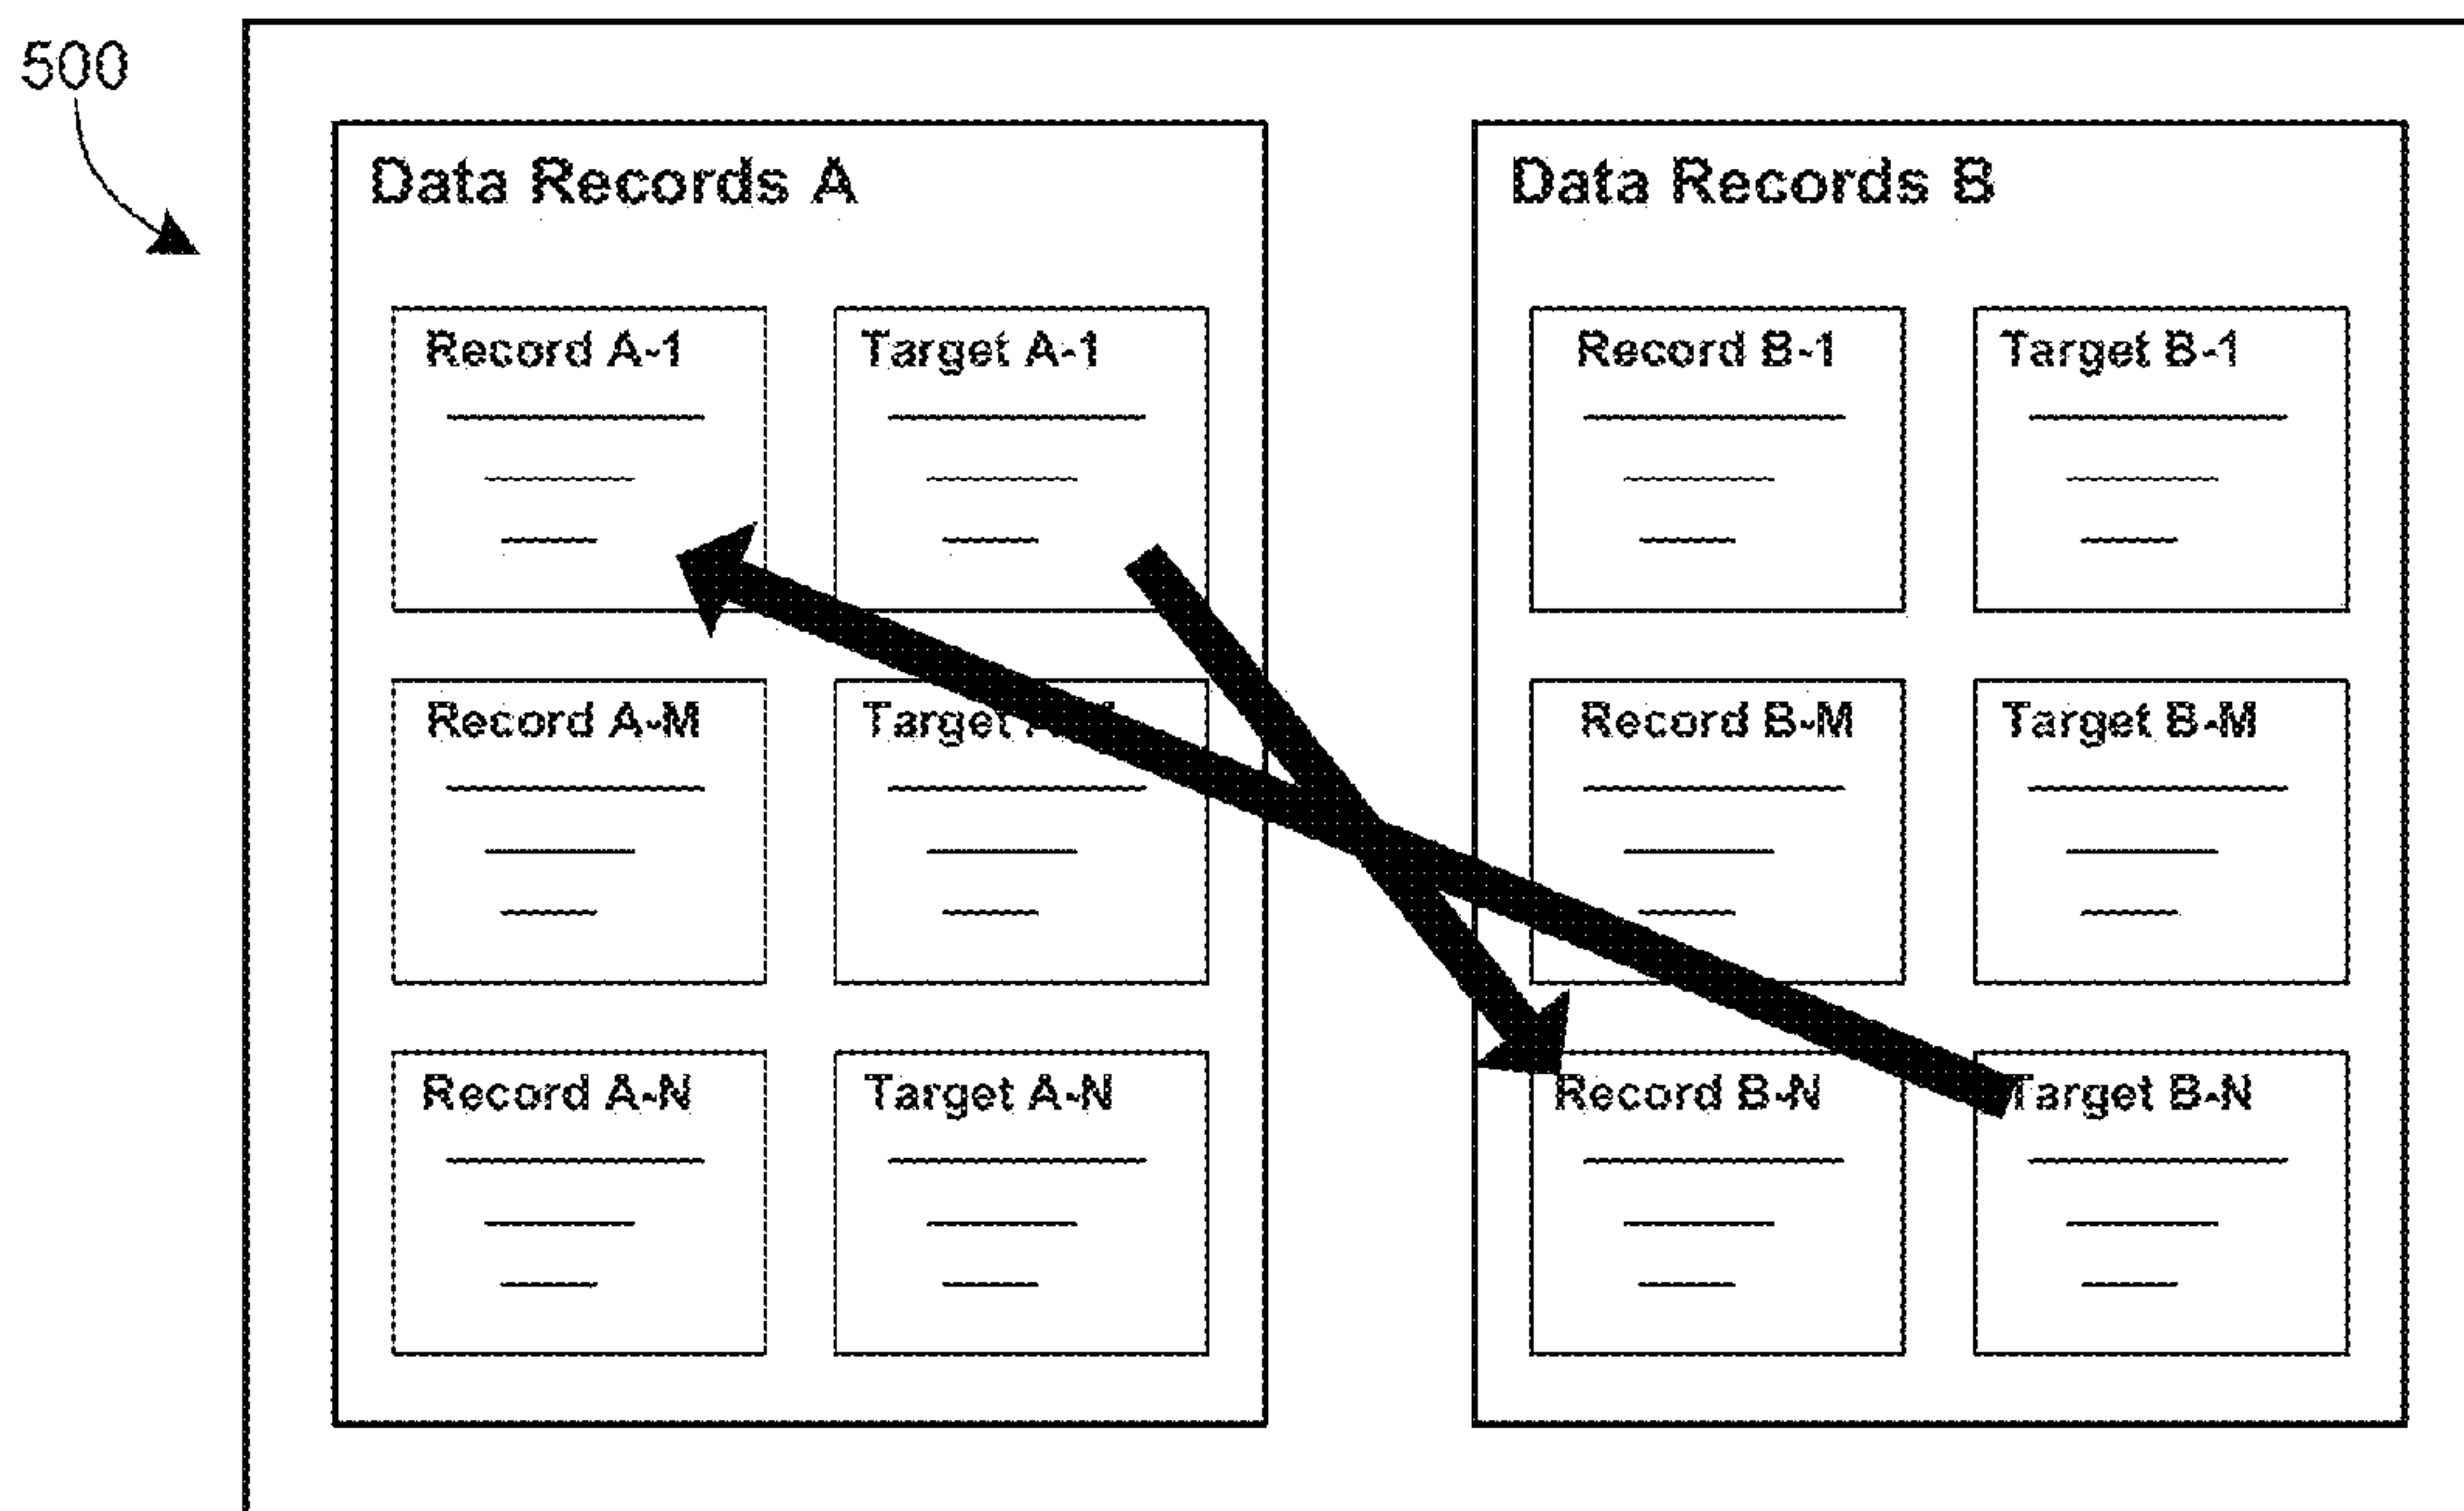 500
Data Records A
Data Records B
Record A-1
Target A-1
Record B-1
Target B-1
Record A-M
Target
Record B-M
Target B-M
Record A-N
Target A-N
Record B-N
Target B-N